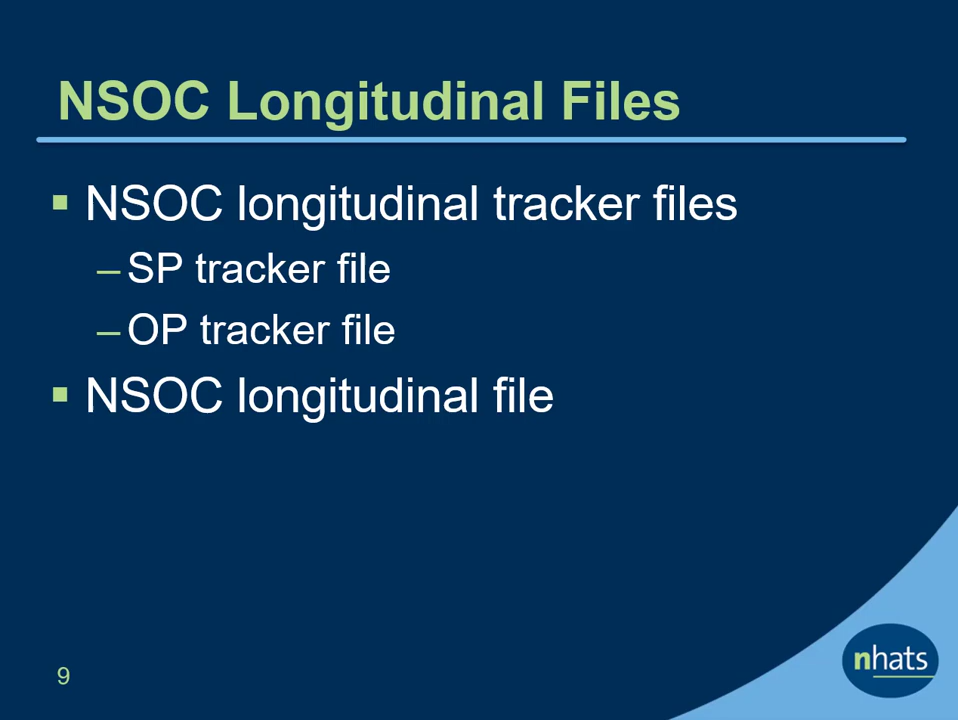 NSOC Longitudinal Files
▪ NSOC longitudinal tracker files
– SP tracker file
– OP tracker file
▪ NSOC longitudinal file
9
nhats